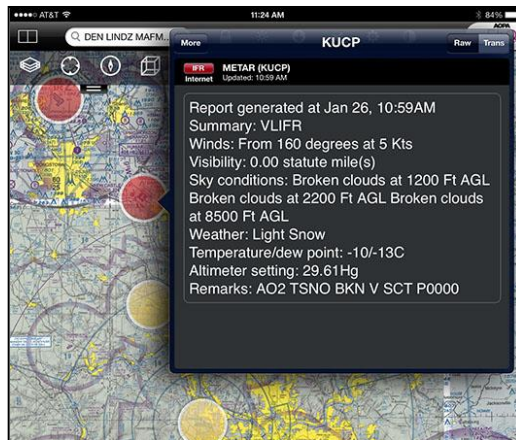 AT&T
11:24 AM
84%
DEN LINDZ MAFM...
More
KUCP
Raw
Trans
IFR
METAR (KUCP)
Internet
Updated: 10:59 AM
Report generated at Jan 26, 10:59AM
Summary: VLIFR
Winds: From 160 degrees at 5 Kts
Visibility: 0.00 statute mile(s)
Sky conditions: Broken clouds at 1200 Ft AGL
Broken clouds at 2200 Ft AGL Broken clouds
at 8500 Ft AGL
Weather: Light Snow
Temperature/dew point: -10/-13C
Altimeter setting: 29.61Hg
Remarks: AO2 TSNO BKN V SCT P0000